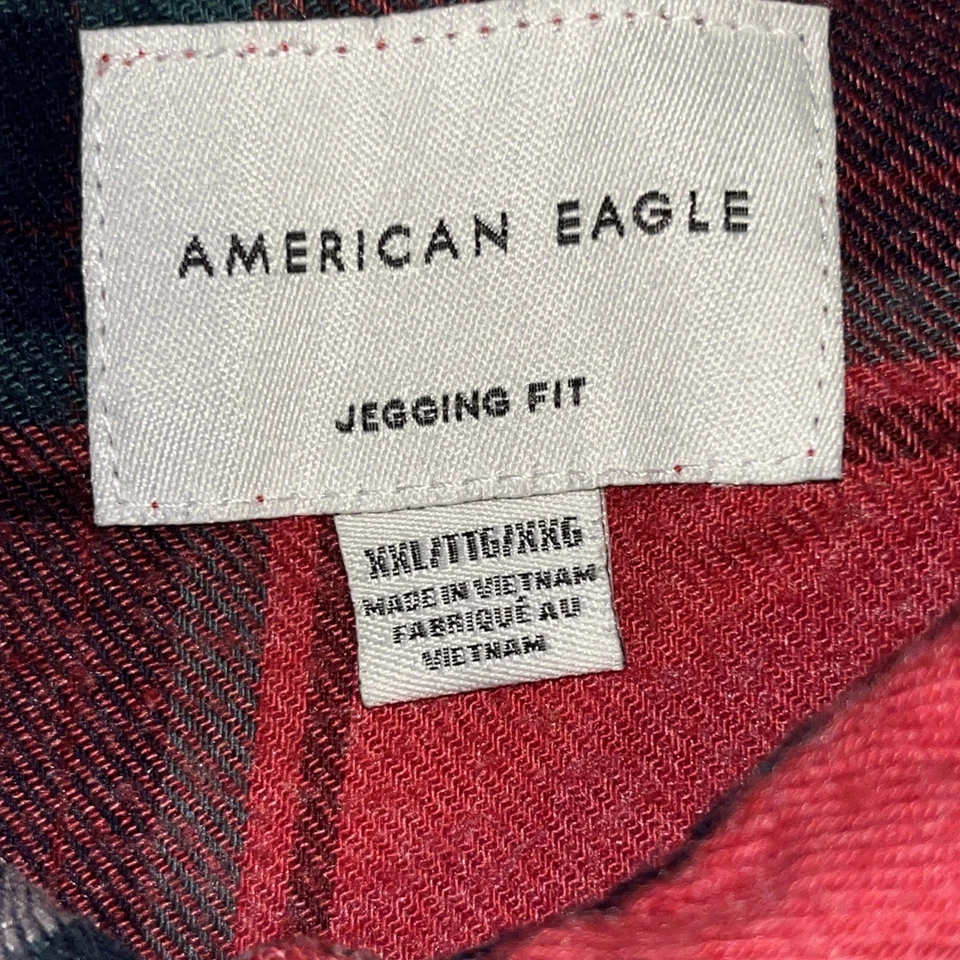 AMERICAN EAGLE
JEGGING FIT
XXL/TTG/XXG
MADE IN VIETNAM
FABRIQUÉ AU
VIETNAM